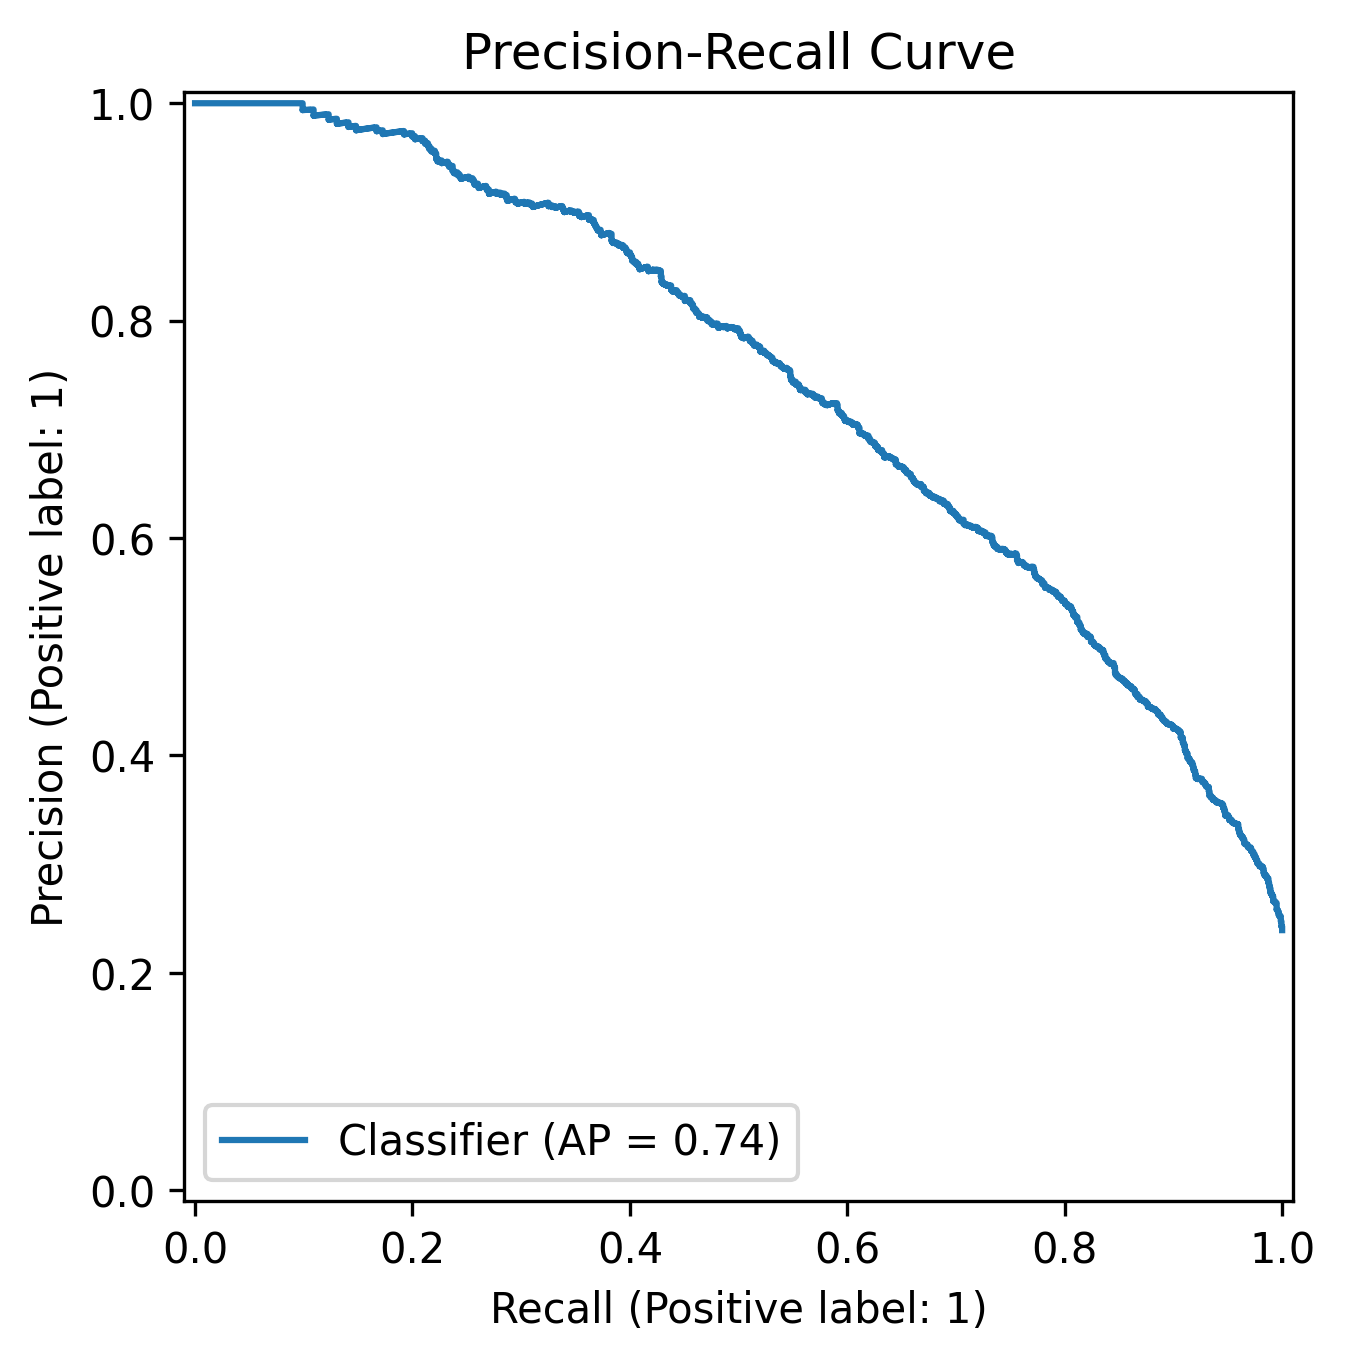 Precision-Recall Curve
1.0
0.8
0.6
0.4
0.2
0.0
Precision (Positive label: 1)
Classifier (AP = 0.74)
0.0 0.2 0.4 0.6 0.8 1.0
Recall (Positive label: 1)